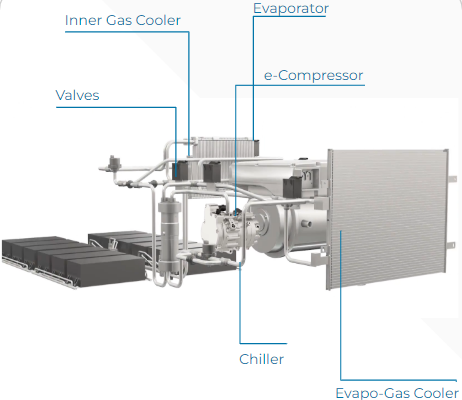 Evaporator
Inner Gas Cooler
e-Compressor
Valves
Chiller
Evapo-Gas Cooler